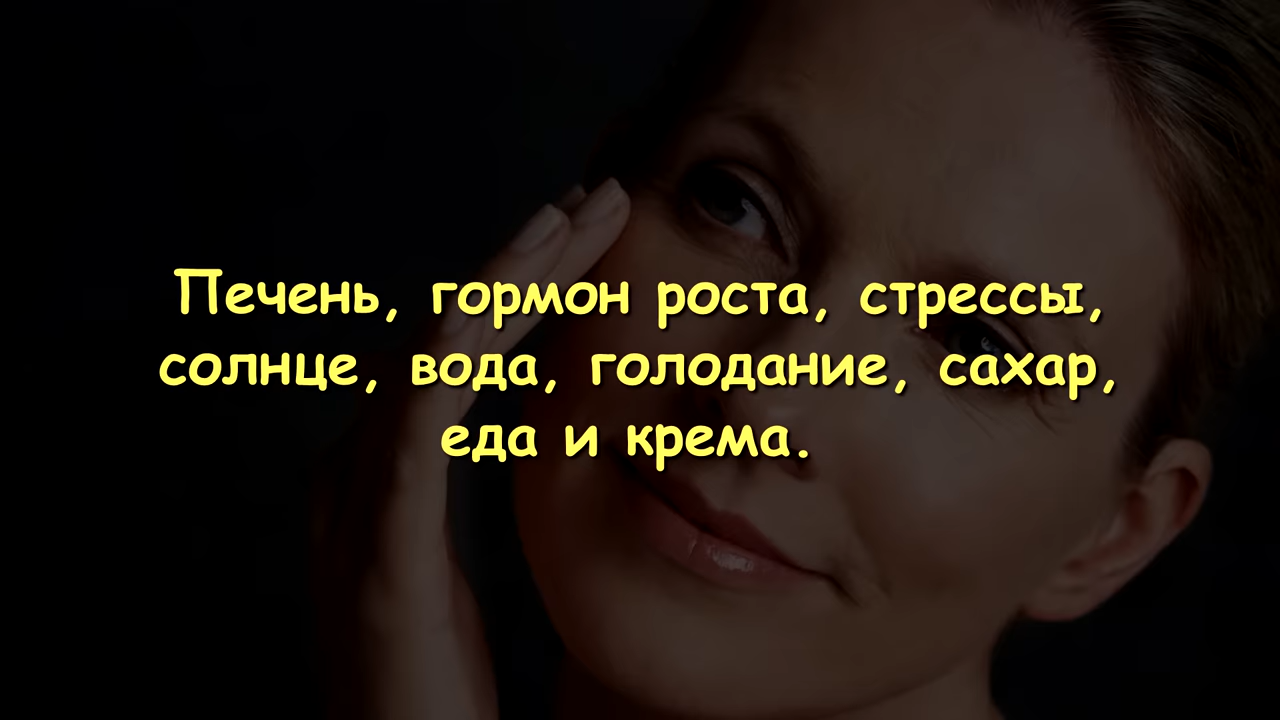 Печень, гормон роста, стрессы,
солнце, вода, голодание, сахар,
еда и крема.